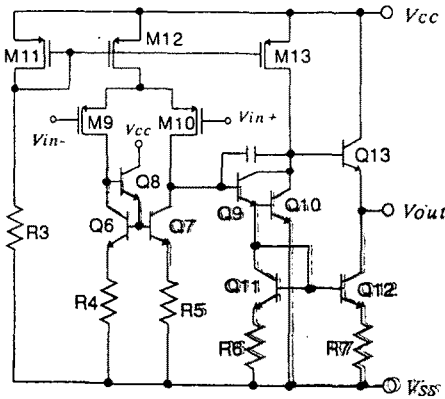 Vcc
M11
M12
M13
M9
M10
Vin-
Vcc
Vin+
Q8
Q13
Q9
Q10
Q6
Q7
Vout
R3
Q11
Q12
R4
R5
R6
R7
Vss